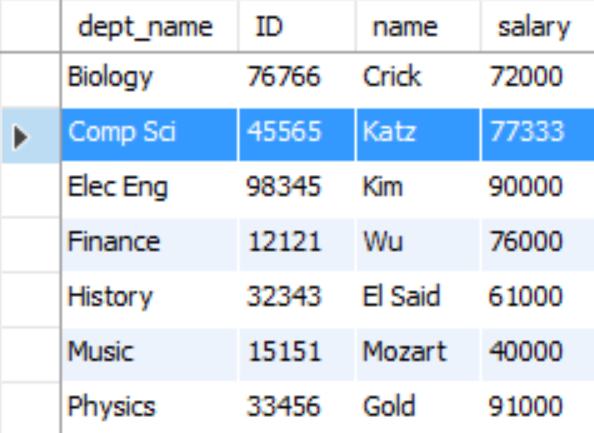 dept_name ID name salary
Biology 76766 Crick 72000
Comp Sci 45565 Katz 77333
Elec Eng 98345 Kim 90000
Finance 12121 Wu 76000
History 32343 El Said 61000
Music 15151 Mozart 40000
Physics 33456 Gold 91000